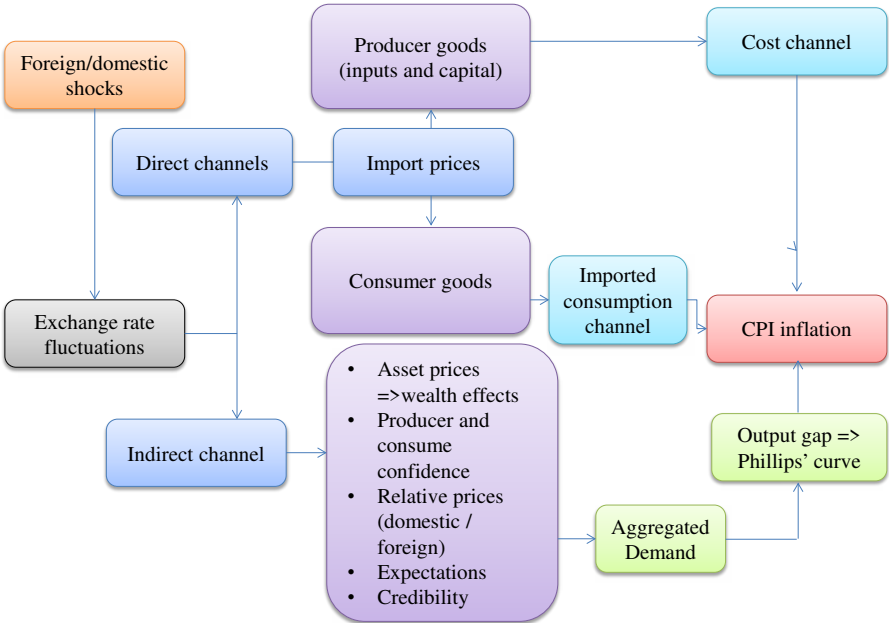 Foreign/domestic
shocks
Producer goods
(inputs and capital)
Cost channel
Direct channels
Import prices
Consumer goods
Imported
consumption
channel
Exchange rate
fluctuations
CPI inflation
Indirect channel
• Asset prices
=>wealth effects
• Producer and
consume
confidence
• Relative prices
(domestic /
foreign)
• Expectations
• Credibility
Aggregated
Demand
Output gap =>
Phillips’ curve